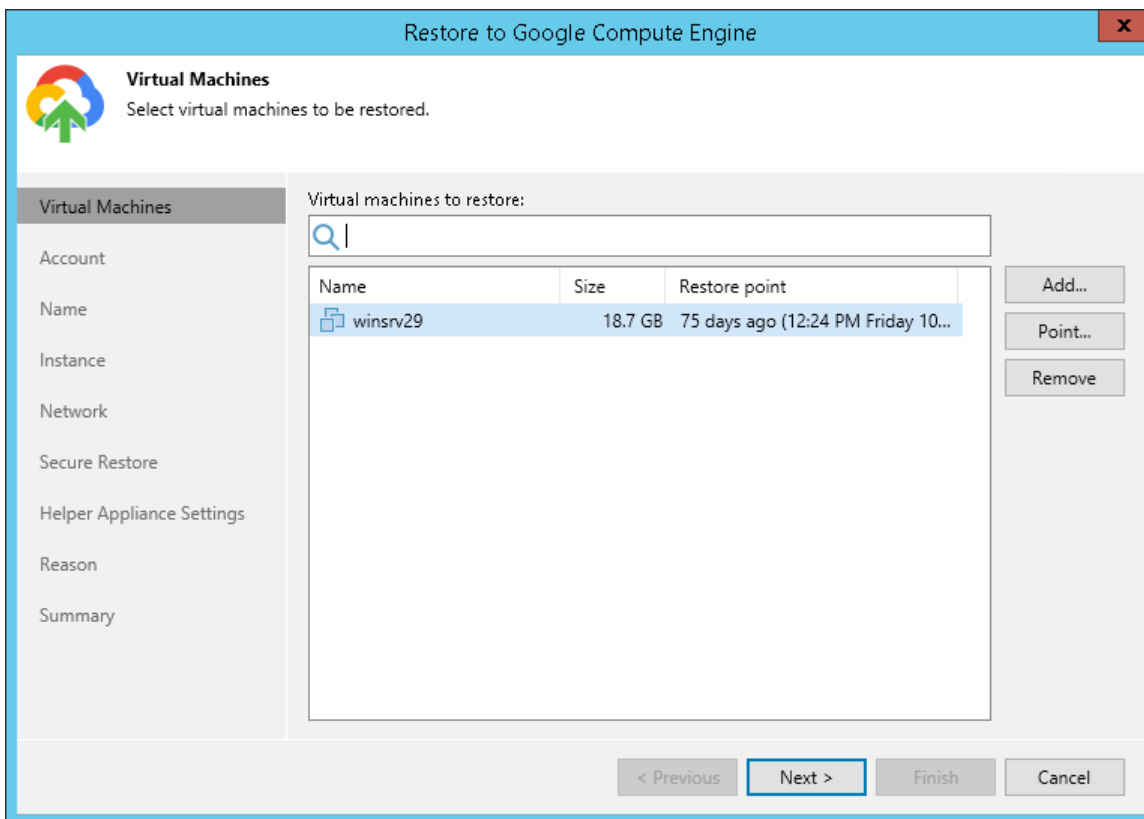 Restore to Google Compute Engine
x
Virtual Machines
Select virtual machines to be restored.
Virtual Machines
Account
Name
Instance
Network
Secure Restore
Helper Appliance Settings
Reason
Summary
Virtual machines to restore:
Name Size Restore point
winsrv29 18.7 GB 75 days ago (12:24 PM Friday 10...
Add...
Point...
Remove
< Previous Next > Finish Cancel